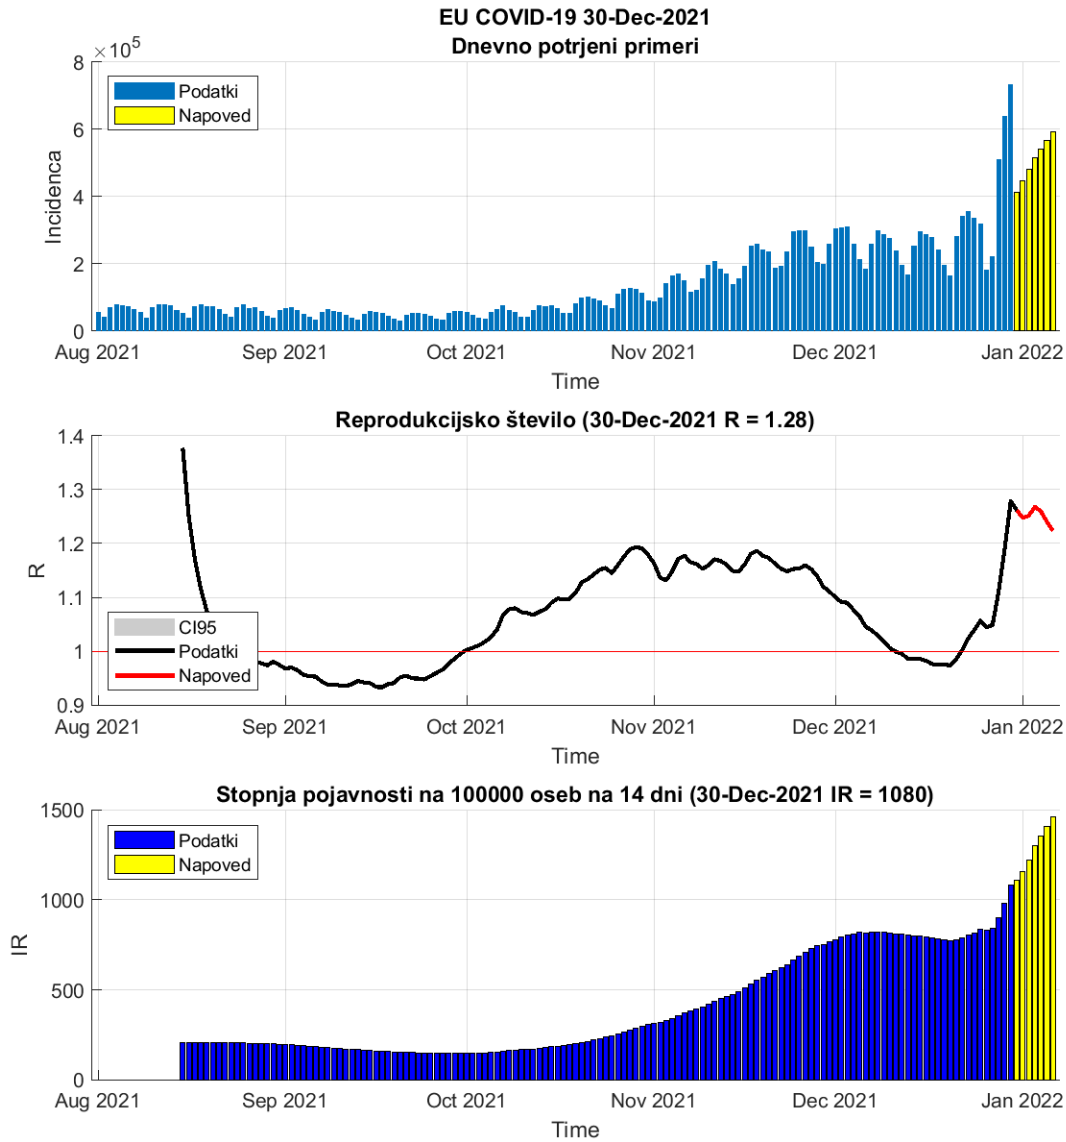 EU COVID-19 30-Dec-2021
Dnevno potrjeni primeri
×10^5
8
6
4
2
0
Incidenca
Podatki
Napoved
Aug 2021 Sep 2021 Oct 2021 Nov 2021 Dec 2021 Jan 2022
Time
Reprodukcijsko število (30-Dec-2021 R = 1.28)
1.4
1.3
1.2
1.1
1
0.9
R
CI95
Podatki
Napoved
Aug 2021 Sep 2021 Oct 2021 Nov 2021 Dec 2021 Jan 2022
Time
Stopnja pojavnosti na 100000 oseb na 14 dni (30-Dec-2021 IR = 1080)
1500
1000
500
0
IR
Podatki
Napoved
Aug 2021 Sep 2021 Oct 2021 Nov 2021 Dec 2021 Jan 2022
Time